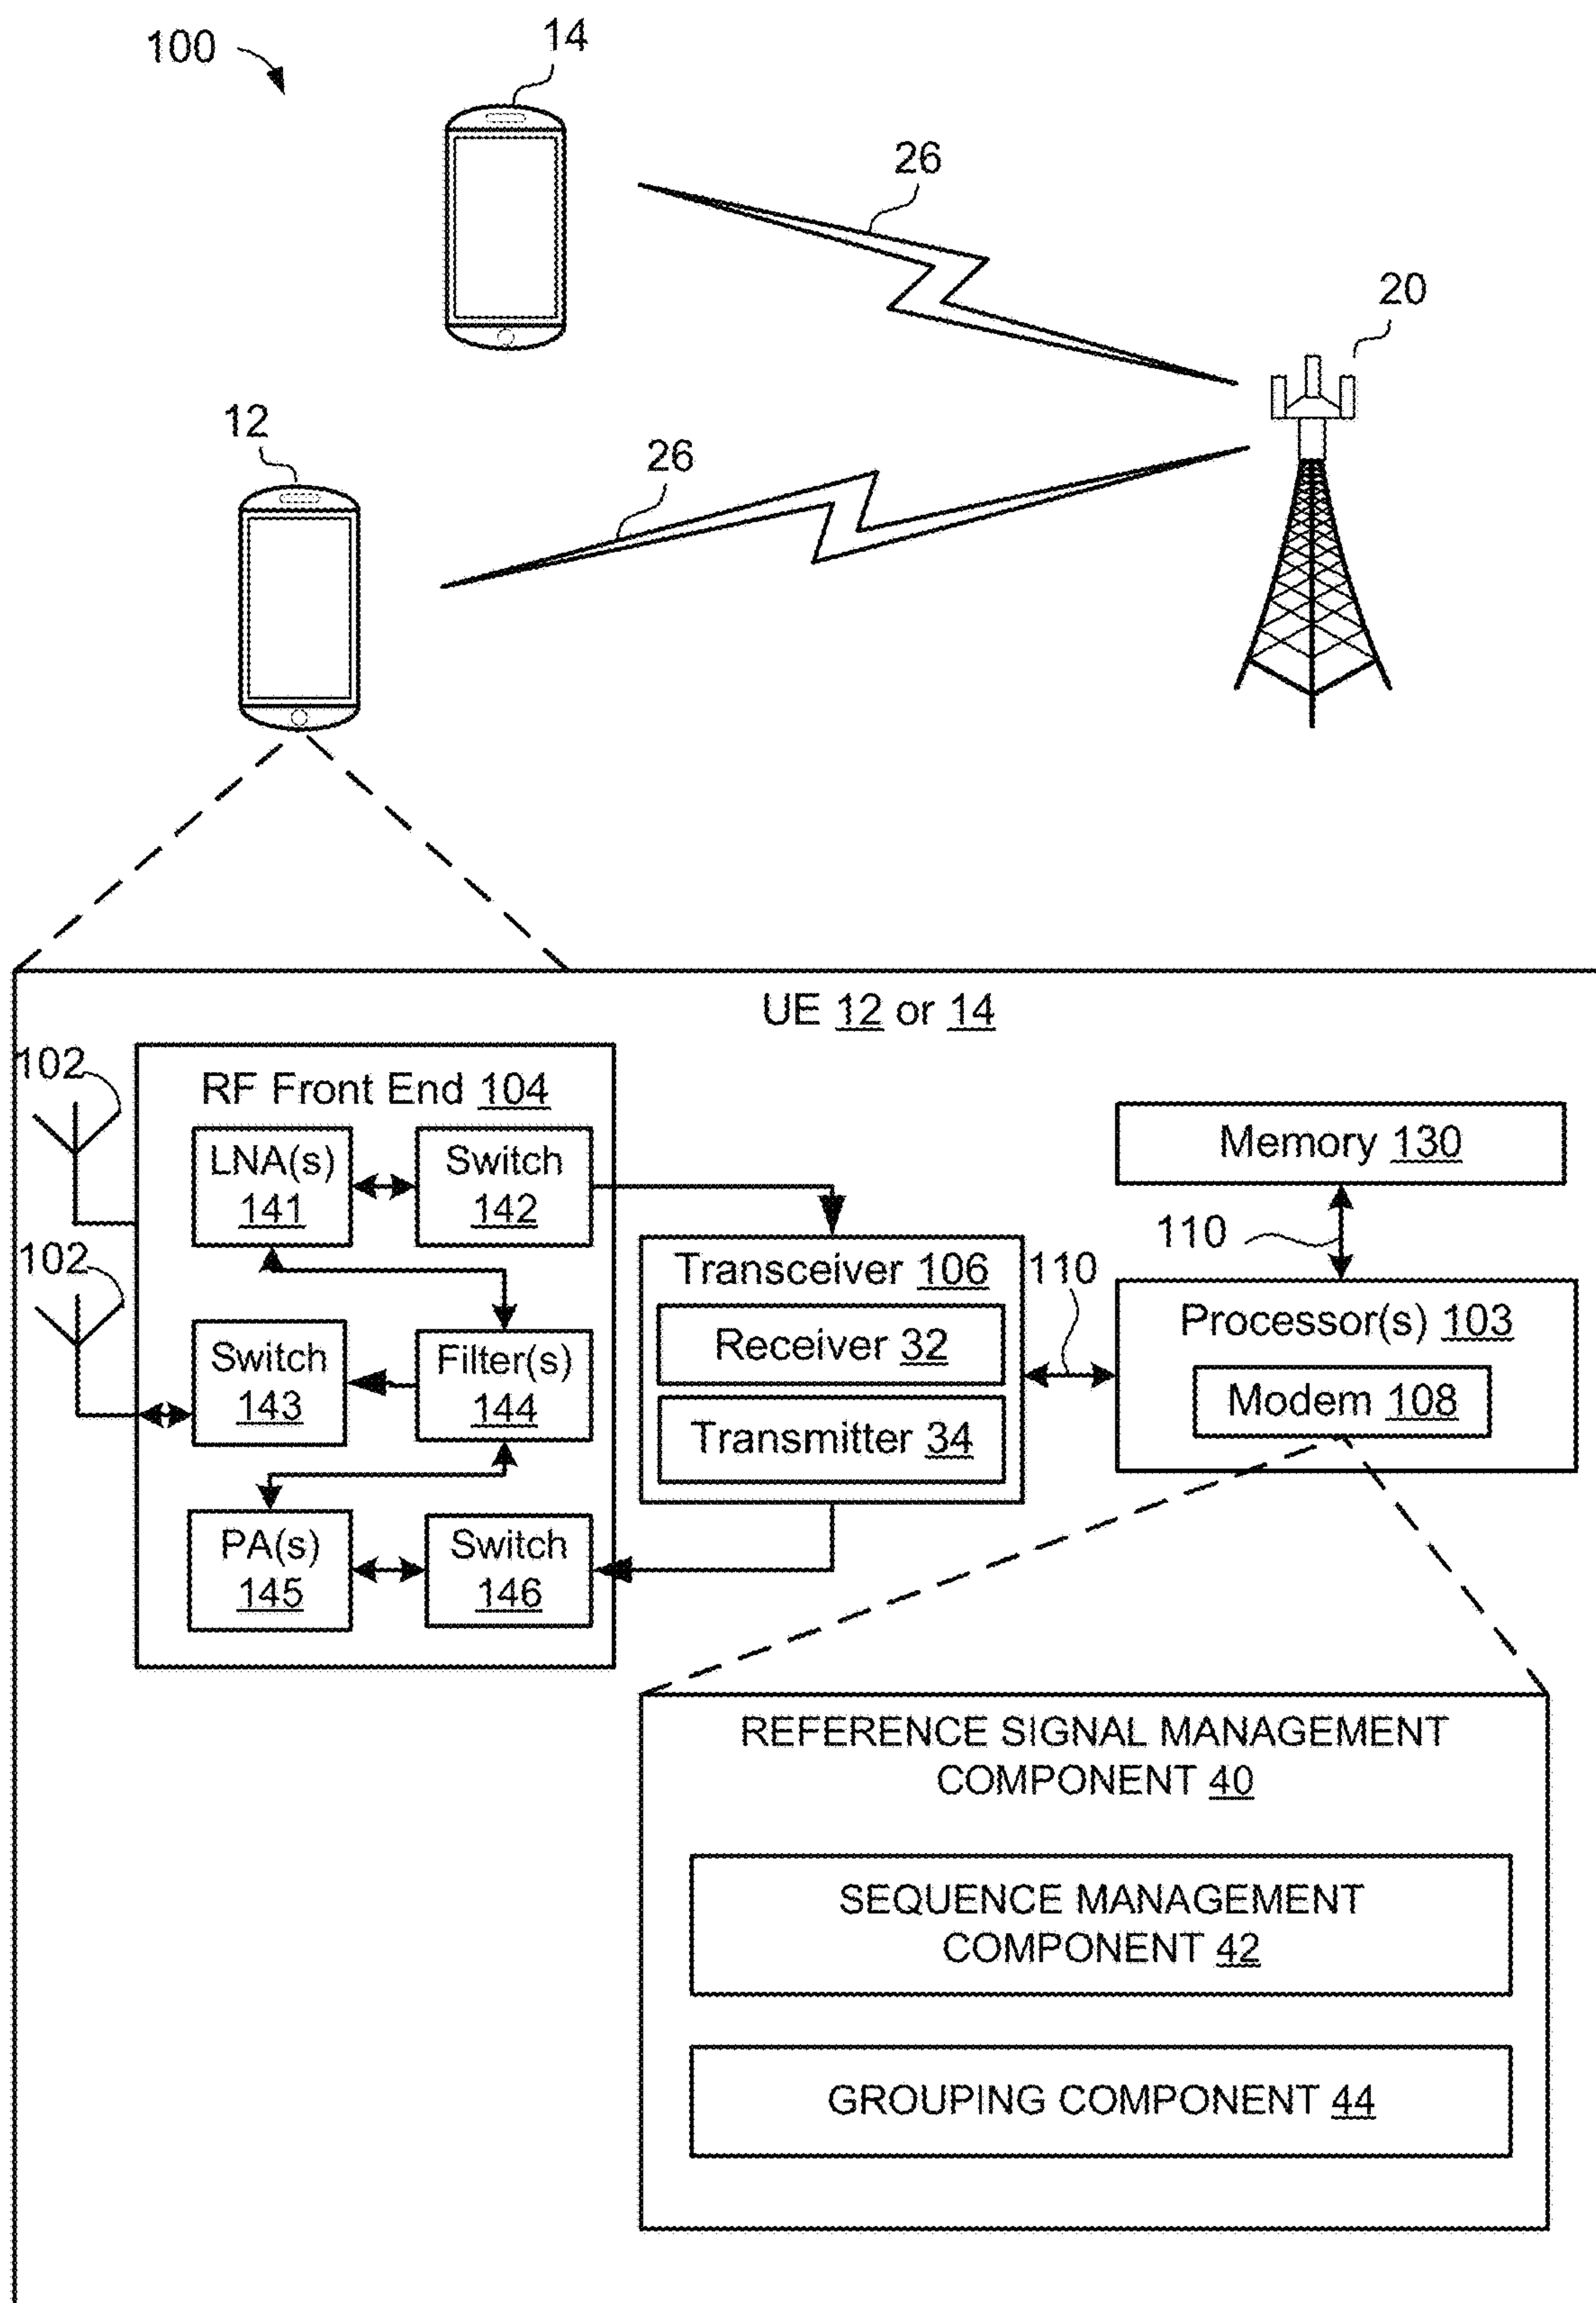 100
14
26
20
12
26
UE 12 or 14
102
RF Front End 104
LNA(s)
141
Switch
142
Memory 130
110
102
Transceiver 106
110
Receiver 32
Processor(s) 103
Switch
143
Filter(s)
144
Modem 108
Transmitter 34
PA(s)
145
Switch
146
REFERENCE SIGNAL MANAGEMENT
COMPONENT 40
SEQUENCE MANAGEMENT
COMPONENT 42
GROUPING COMPONENT 44